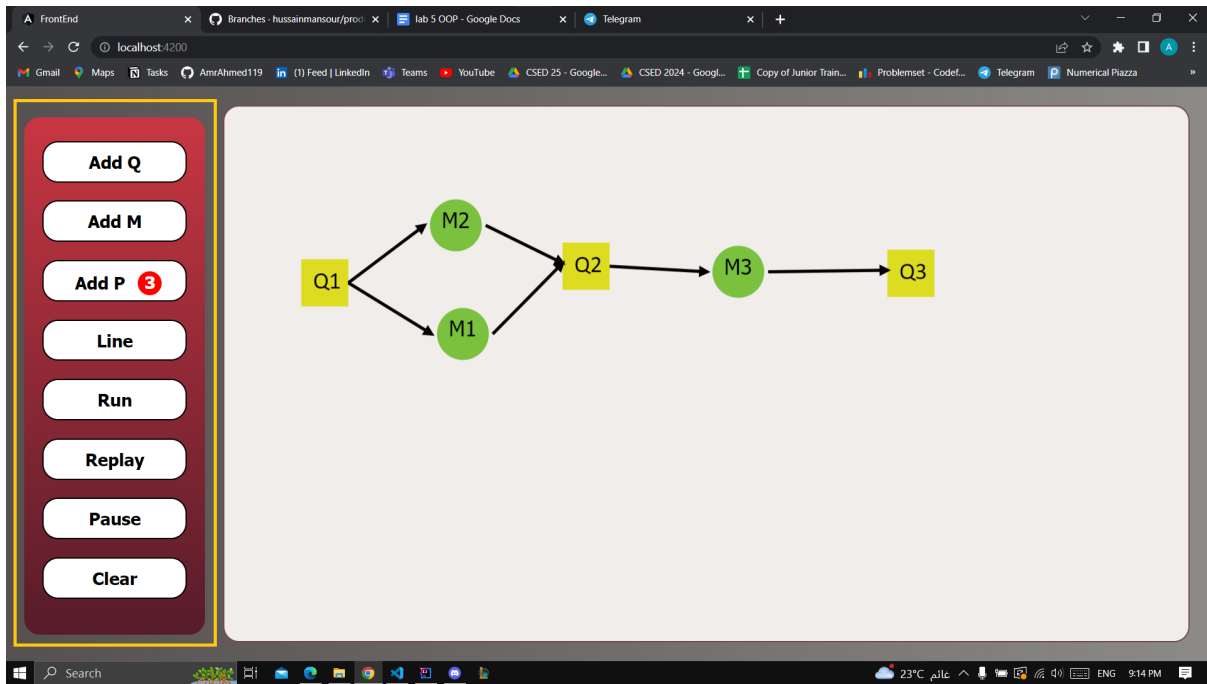 FrontEnd
Branches · hussainmansour/prod
lab 5 OOP - Google Docs
Telegram
localhost:4200
Gmail
Maps
Tasks
AmrAhmed119
(1) Feed | LinkedIn
Teams
YouTube
CSED 25 - Google...
CSED 2024 - Googl...
Copy of Junior Train...
Problemset - Codef...
Telegram
Numerical Piazza
»
A
Add Q
Add M
Add P 3
Line
Run
Replay
Pause
Clear
M2
Q1
Q2
M3
Q3
M1
Search
23°C غائم
ENG
9:14 PM